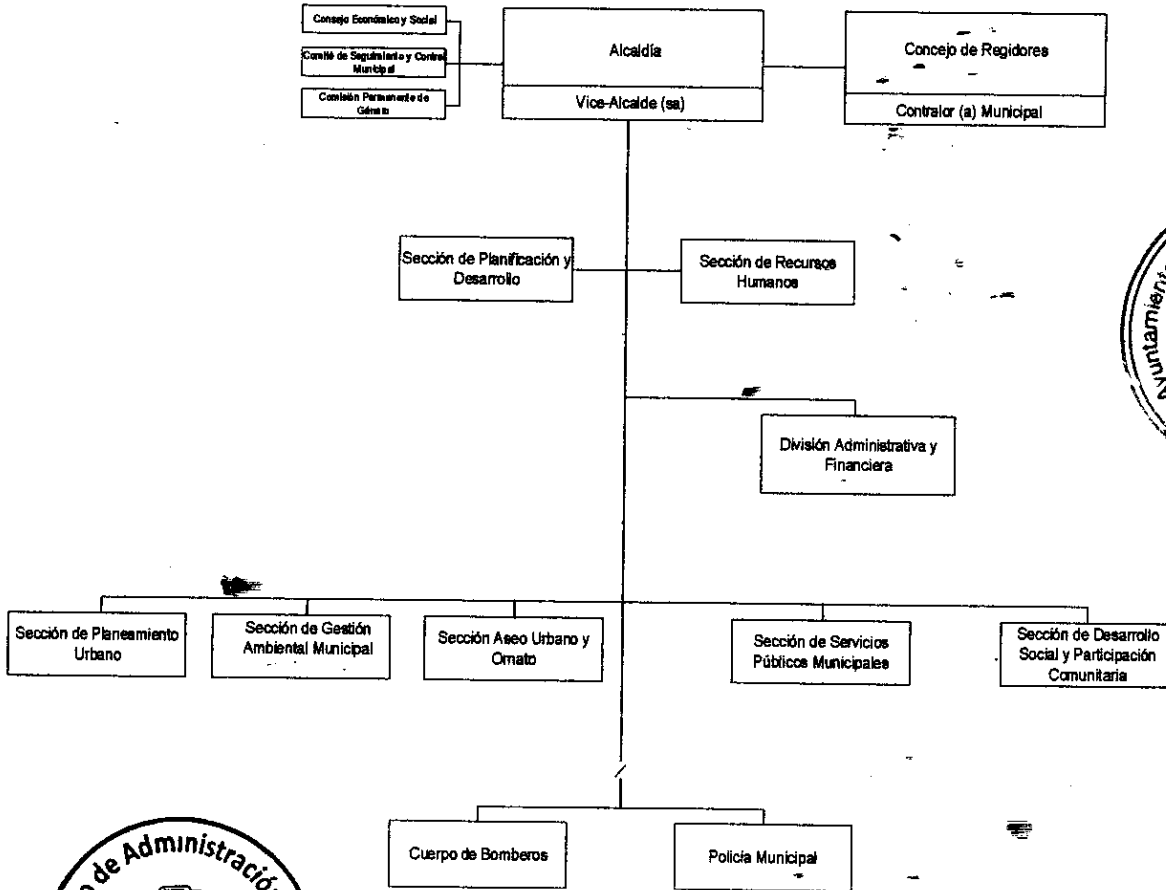 Consejo Económico y Social
Comité de Seguimiento y Control
Municipal
Comisión Permanente de
Género
Alcaldía
Vice-Alcalde (sa)
Concejo de Regidores
Contralor (a) Municipal
Sección de Planificación y
Desarrollo
Sección de Recursos
Humanos
Ayuntamiento
División Administrativa y
Financiera
Sección de Planeamiento
Urbano
Sección de Gestión
Ambiental Municipal
Sección Aseo Urbano y
Ornato
Sección de Servicios
Públicos Municipales
Sección de Desarrollo
Social y Participación
Comunitaria
Cuerpo de Bomberos
Policía Municipal
de Administración